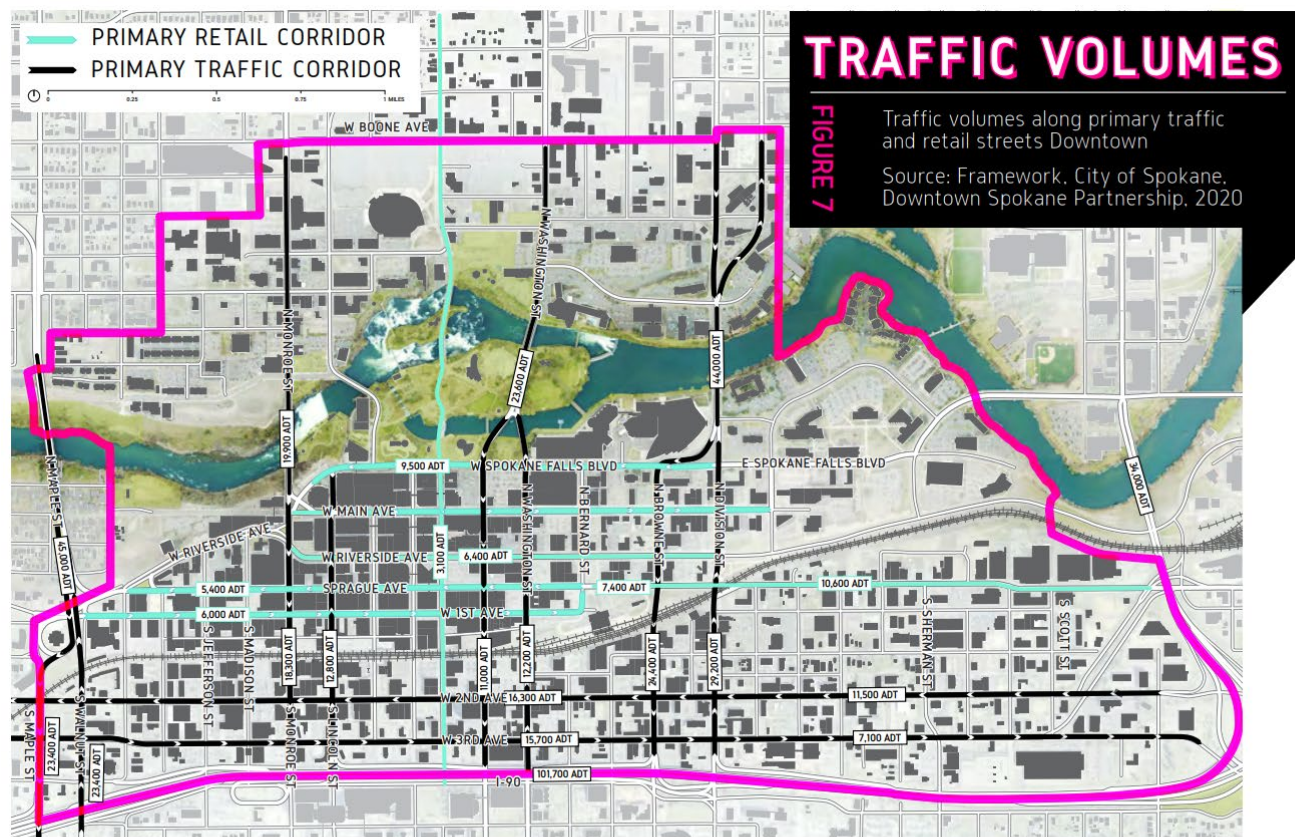 PRIMARY RETAIL CORRIDOR
PRIMARY TRAFFIC CORRIDOR
0 0.25 0.5 0.75 1 MILES
TRAFFIC VOLUMES
FIGURE 7
Traffic volumes along primary traffic
and retail streets Downtown
Source: Framework, City of Spokane,
Downtown Spokane Partnership, 2020
W BOONE AVE
N WASHINGTON ST
N MONROE ST
23,600 ADT
44,000 ADT
19,900 ADT
N MAPLE ST
45,000 ADT
9,500 ADT
W SPOKANE FALLS BLVD
E SPOKANE FALLS BLVD
34,000 ADT
W MAIN AVE
N WASHINGTON ST
N BERNARD ST
N BROWNE ST
N DIVISION ST
W RIVERSIDE AVE
W RIVERSIDE AVE
6,400 ADT
3,100 ADT
5,400 ADT
SPRAGUE AVE
7,400 ADT
10,600 ADT
6,000 ADT
W 1ST AVE
S JEFFERSON ST
S MADISON ST
18,300 ADT
12,800 ADT
11,000 ADT
12,200 ADT
24,400 ADT
29,200 ADT
S SHERMAN ST
S SCOTT ST
W 2ND AVE
16,300 ADT
11,500 ADT
S MAPLE ST
23,400 ADT
S WALNUT ST
23,400 ADT
S MONROE ST
S LINCOLN ST
W 3RD AVE
15,700 ADT
7,100 ADT
I-90
101,700 ADT